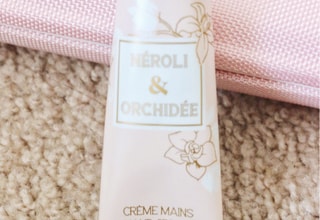 NÉROLI
&
ORCHIDÉE
CRÈME MAINS